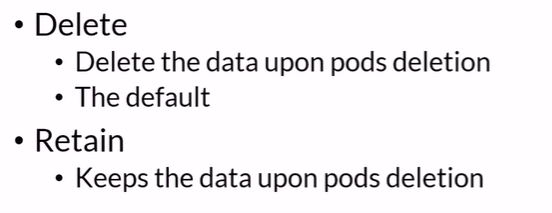 • Delete
• Delete the data upon pods deletion
• The default
• Retain
• Keeps the data upon pods deletion